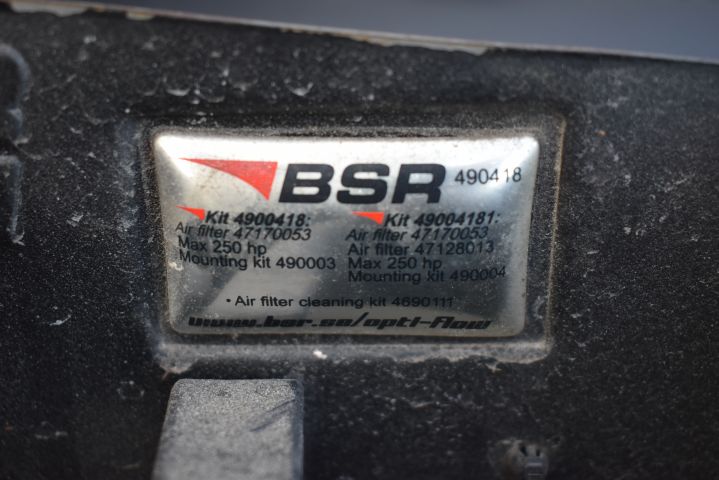 BSR 490418
Kit 4900418:
Air filter 47170053
Max 250 hp
Mounting kit 490003
Kit 49004181:
Air filter 47170053
Air filter 47128013
Max 250 hp
Mounting kit 490004
• Air filter cleaning kit 4690111
www.bsr.se/opti-flow